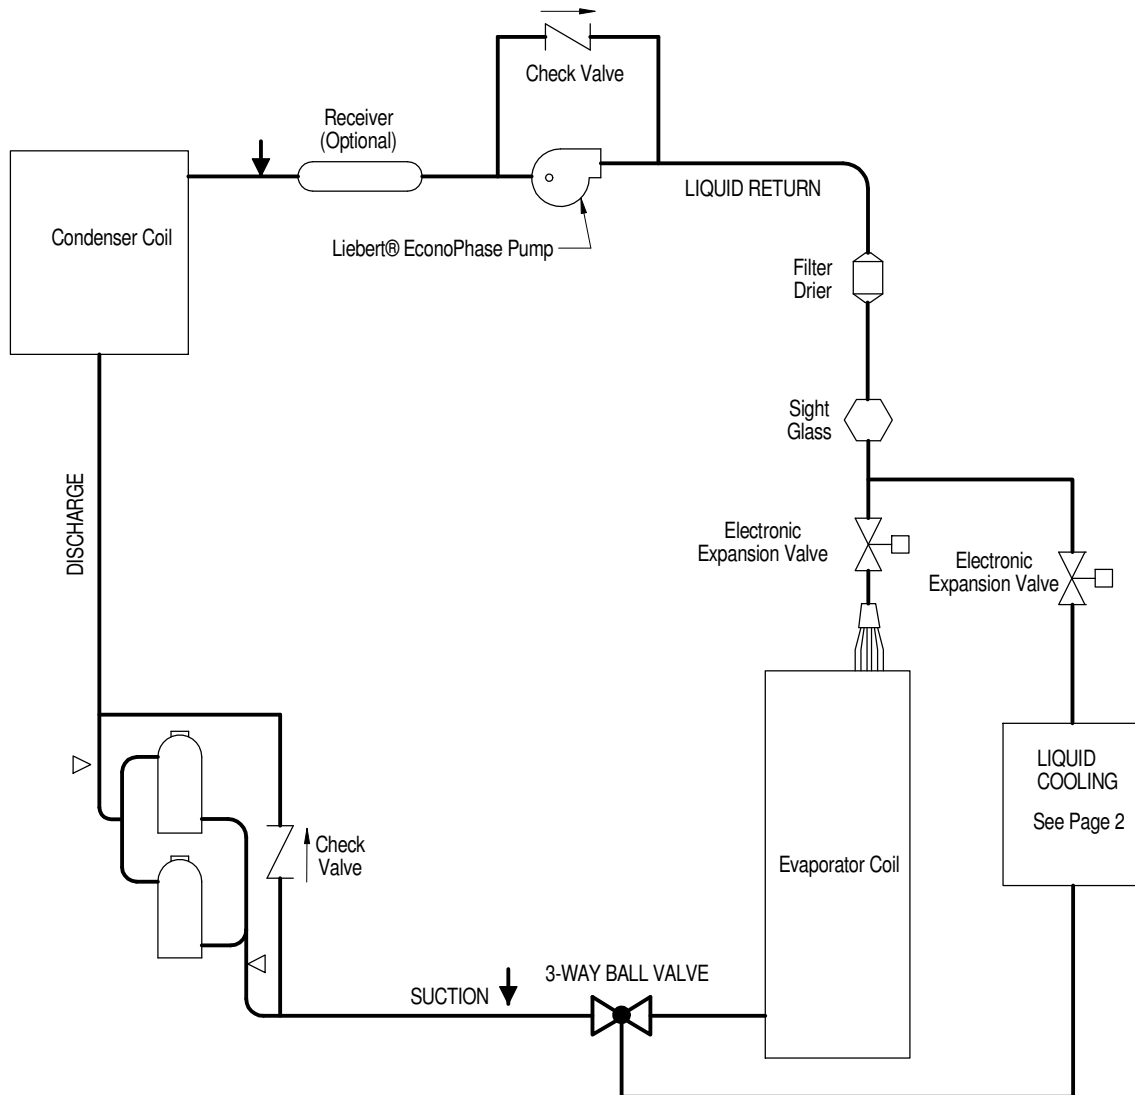 Check Valve
Receiver
(Optional)
LIQUID RETURN
Condenser Coil
Liebert® EconoPhase Pump
Filter
Drier
Sight
Glass
DISCHARGE
Electronic
Expansion Valve
Electronic
Expansion Valve
LIQUID
COOLING
See Page 2
Check
Valve
Evaporator Coil
3-WAY BALL VALVE
SUCTION